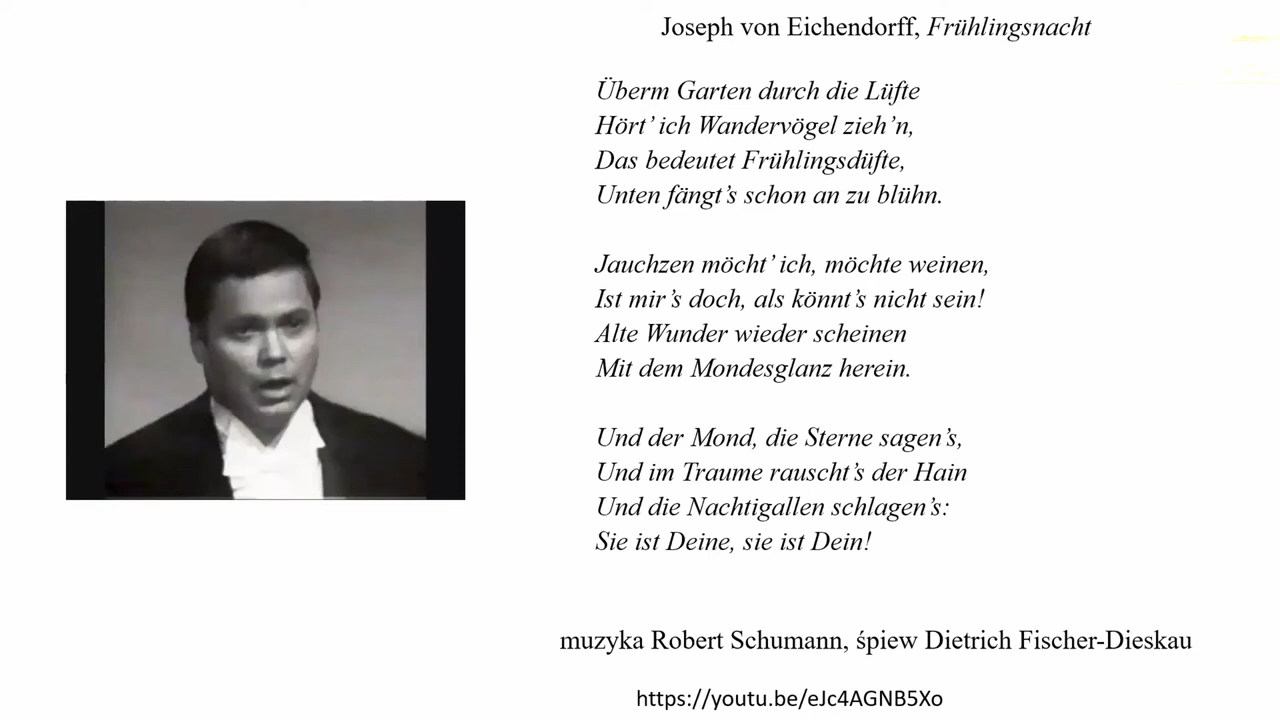 Joseph von Eichendorff, Frühlingsnacht
Überm Garten durch die Lüfte
Hört’ ich Wandervögel zieh’n,
Das bedeutet Frühlingsdüfte,
Unten fängt’s schon an zu blühn.
Jauchzen möcht’ ich, möchte weinen,
Ist mir’s doch, als könnt’s nicht sein!
Alte Wunder wieder scheinen
Mit dem Mondesglanz herein.
Und der Mond, die Sterne sagen’s,
Und im Traume rauscht’s der Hain
Und die Nachtigallen schlagen’s:
Sie ist Deine, sie ist Dein!
muzyka Robert Schumann, śpiew Dietrich Fischer-Dieskau
https://youtu.be/eJc4AGNB5Xo